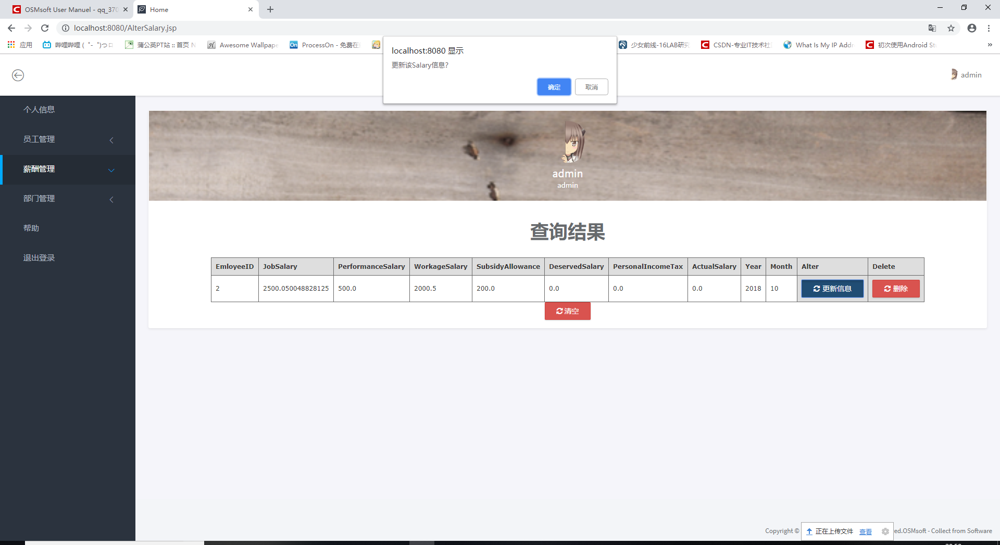 OSMsoft User Manuel - qq_370
Home
localhost:8080/AlterSalary.jsp
应用
哔哩哔哩 ( ゜- ゜)つロ
蒲公英PT站 :: 首页 N
Awesome Wallpape
ProcessOn - 免费在
少女前线-16LAB研究
CSDN-专业IT技术社
What Is My IP Addr
初次使用Android St
»
localhost:8080 显示
更新该Salary信息?
确定
取消
admin
个人信息
员工管理
薪酬管理
部门管理
帮助
退出登录
admin
admin
查询结果
EmloyeeID JobSalary PerformanceSalary WorkageSalary SubsidyAllowance DeservedSalary PersonalIncomeTax ActualSalary Year Month Alter Delete
2 2500.050048828125 500.0 2000.5 200.0 0.0 0.0 0.0 2018 10 更新信息 删除
清空
Copyright © 正在上传文件 查看 ed.OSMsoft - Collect from Software